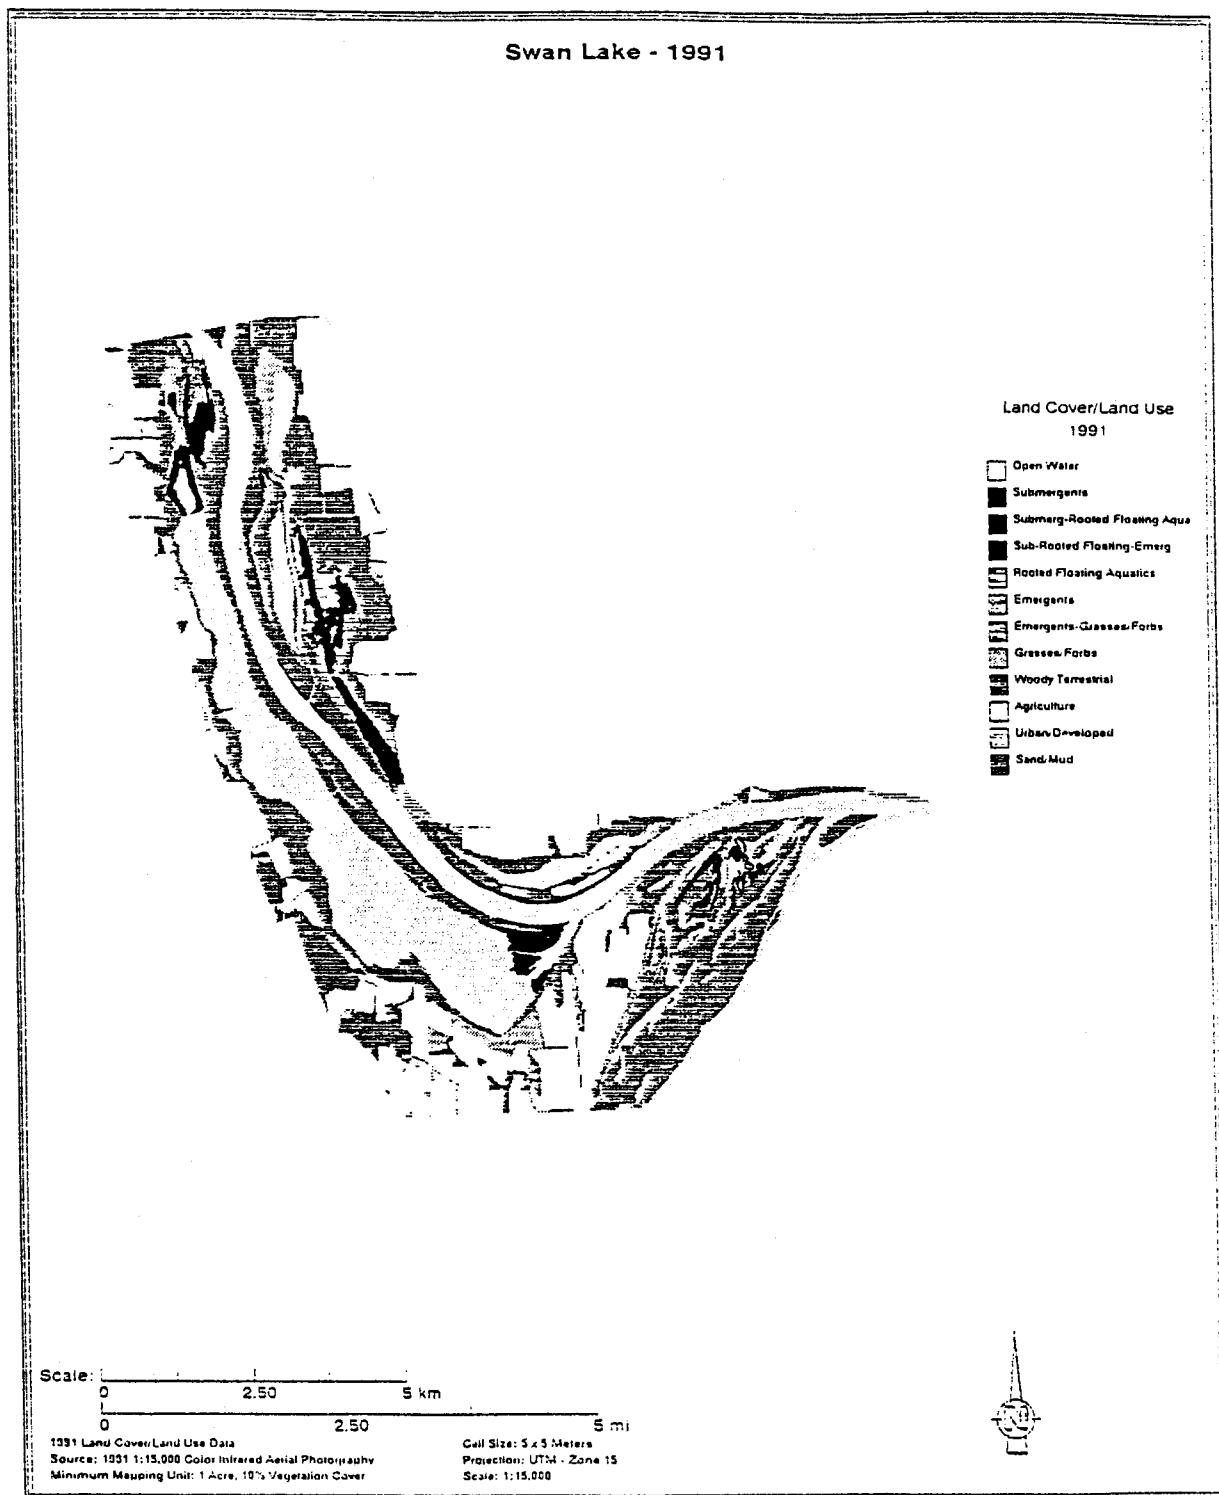 Swan Lake - 1991
Land Cover/Land Use
1991
Open Water
Submergents
Submerg-Rooted Floating Aqua
Sub-Rooted Floating-Emerg
Rooted Floating Aquatics
Emergents
Emergents-Grasses/Forbs
Grasses/Forbs
Woody Terrestrial
Agriculture
Urban/Developed
Sand/Mud
Scale:
0 2.50 5 km
0 2.50 5 mi
1991 Land Cover/Land Use Data
Source: 1991 1:15,000 Color Infrared Aerial Photography
Minimum Mapping Unit: 1 Acre, 10% Vegetation Cover
Cell Size: 5 x 5 Meters
Projection: UTM - Zone 15
Scale: 1:15,000